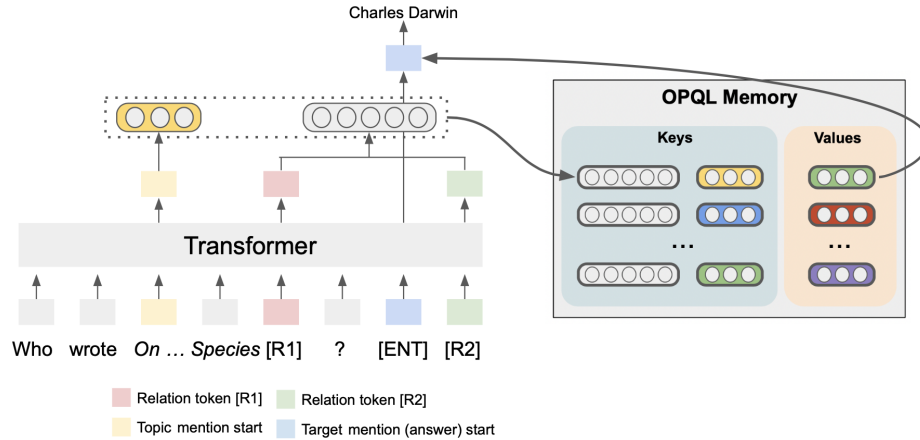 Charles Darwin
OPQL Memory
Keys
Values
...
...
Transformer
Who wrote On ... Species [R1] ? [ENT] [R2]
Relation token [R1]
Relation token [R2]
Topic mention start
Target mention (answer) start